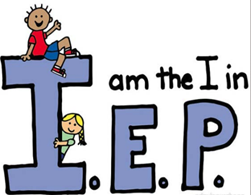 am the I in
I.E.P.